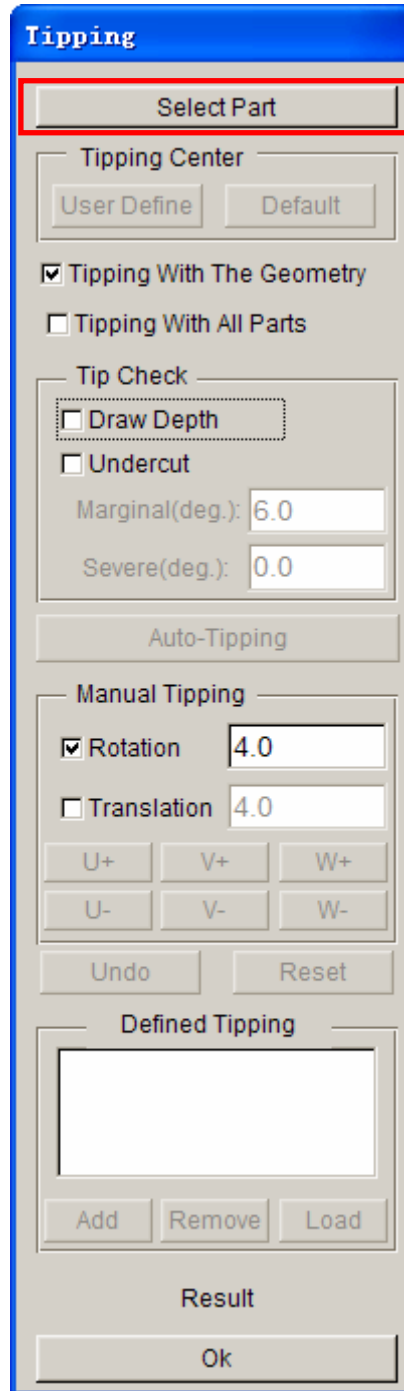 Tipping
Select Part
Tipping Center
User Define Default
Tipping With The Geometry
Tipping With All Parts
Tip Check
Draw Depth
Undercut
Marginal(deg.): 6.0
Severe(deg.): 0.0
Auto-Tipping
Manual Tipping
Rotation 4.0
Translation 4.0
U+ V+ W+
U- V- W-
Undo Reset
Defined Tipping
Add Remove Load
Result
Ok